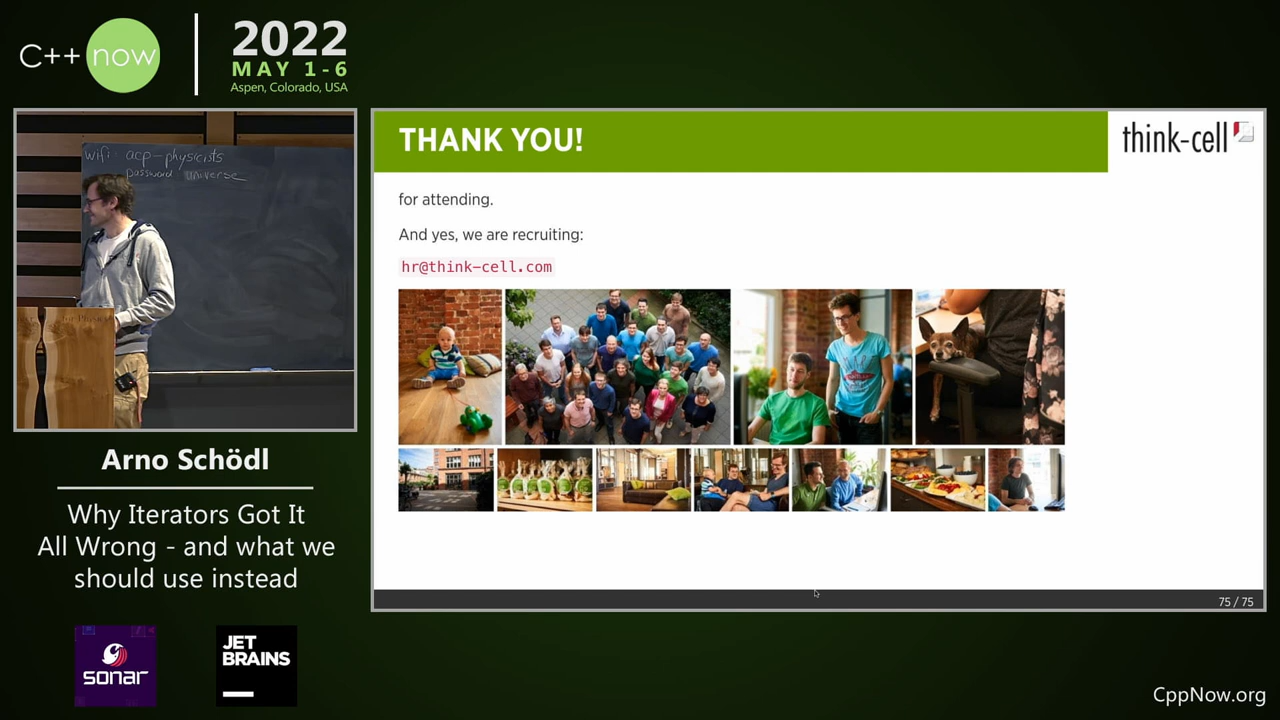 C++ now
2022
MAY 1-6
Aspen, Colorado, USA
wifi: acp-physicists
password universe
Arno Schödl
Why Iterators Got It
All Wrong - and what we
should use instead
sonar
JET
BRAINS
THANK YOU!
think-cell
for attending.
And yes, we are recruiting:
hr@think-cell.com
75 / 75
CppNow.org